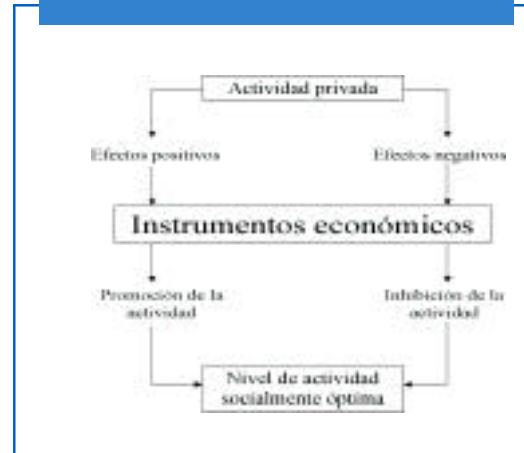 Actividad privada
Efectos positivos
Efectos negativos
Instrumentos económicos
Promoción de la
actividad
Inhibición de la
actividad
Nivel de actividad
socialmente óptima